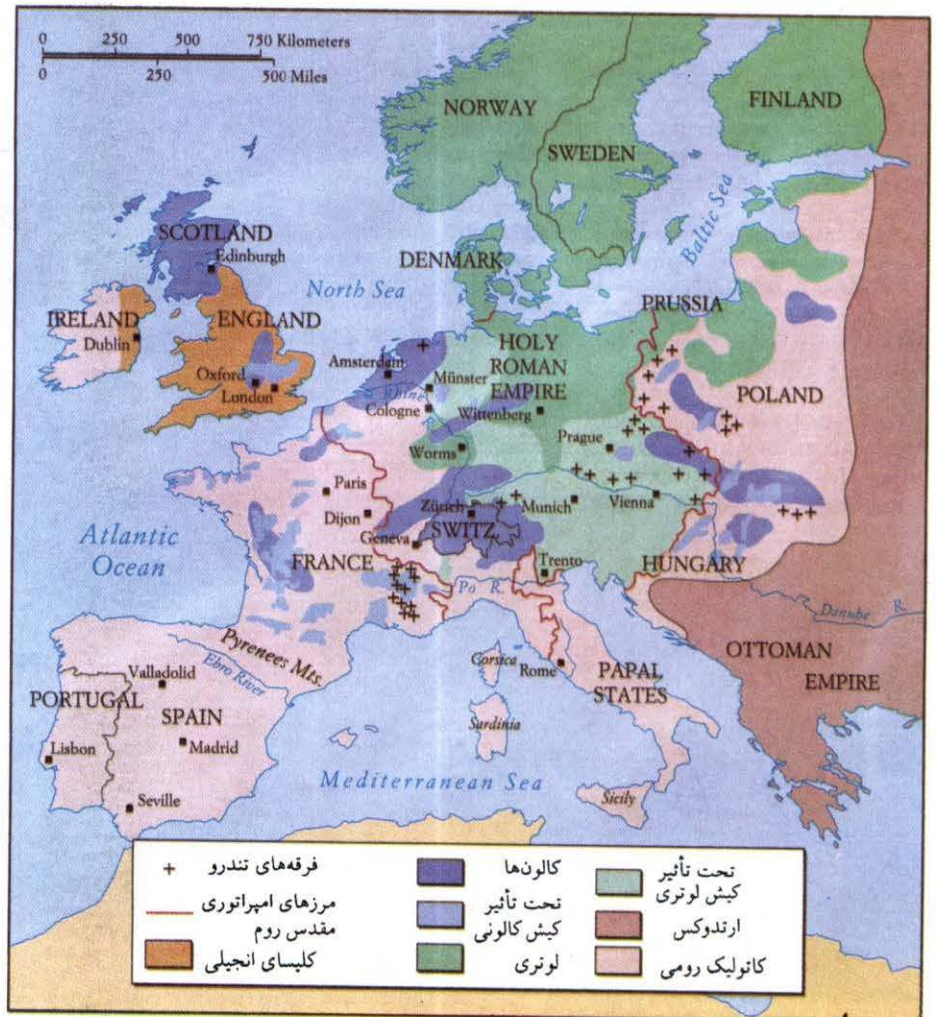 0 250 500 750 Kilometers
0 250 500 Miles
NORWAY
FINLAND
SWEDEN
Baltic Sea
SCOTLAND
Edinburgh
DENMARK
North Sea
IRELAND
Dublin
ENGLAND
PRUSSIA
HOLY
ROMAN
EMPIRE
Amsterdam
Oxford
London
Münster
Rhine
Cologne
Wittenberg
POLAND
Worms
Prague
Paris
Dijon
Zürich
Munich
Vienna
SWITZ.
Geneva
Atlantic
Ocean
FRANCE
Trento
HUNGARY
Po R.
Danube R.
Pyrenees Mts.
Ebro River
Corsica
Rome
PAPAL
STATES
OTTOMAN
EMPIRE
Valladolid
PORTUGAL
SPAIN
Madrid
Lisbon
Sardinia
Seville
Mediterranean Sea
Sicily
تحت تأثیر
کیش لوتری
ارتدوکس
کاتولیک رومی
کالون‌ها
تحت تأثیر
کیش کالونی
لوتری
فرقه‌های تندرو
مرزهای امپراتوری
مقدس روم
کلیسای انجیلی